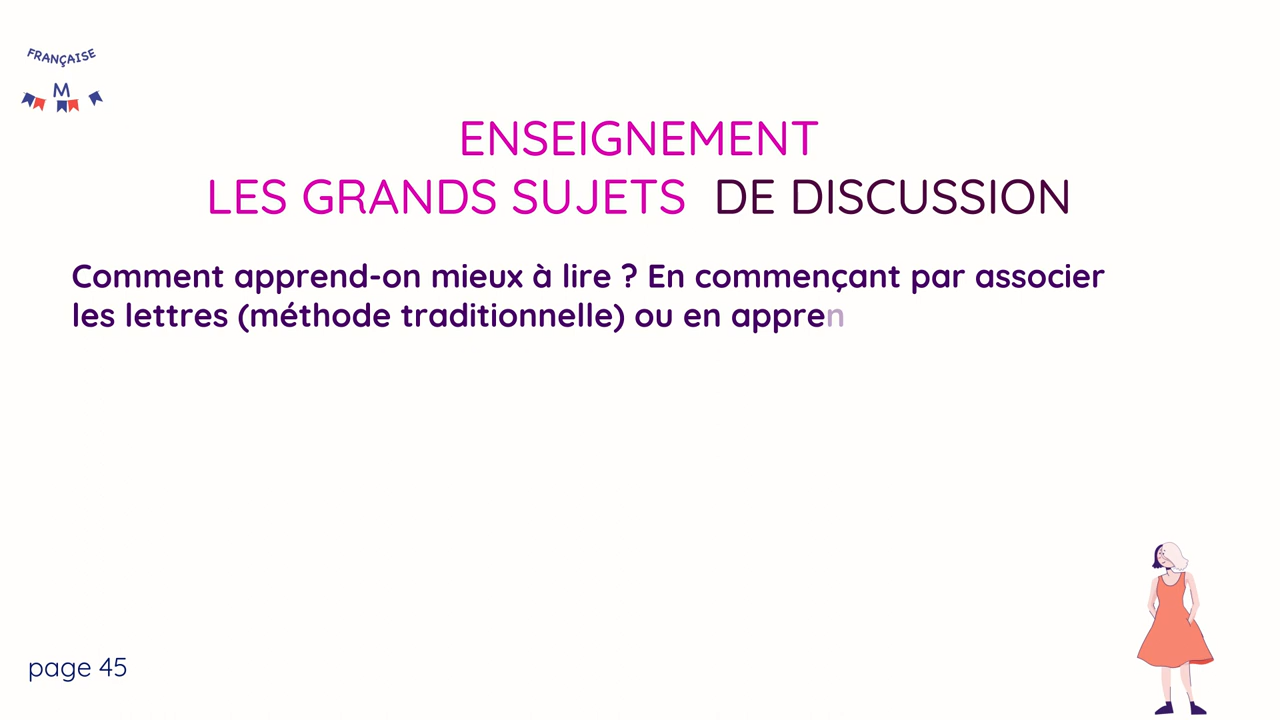 FRANÇAISE
M
ENSEIGNEMENT
LES GRANDS SUJETS DE DISCUSSION
Comment apprend-on mieux à lire ? En commençant par associer
les lettres (méthode traditionnelle) ou en appren
page 45